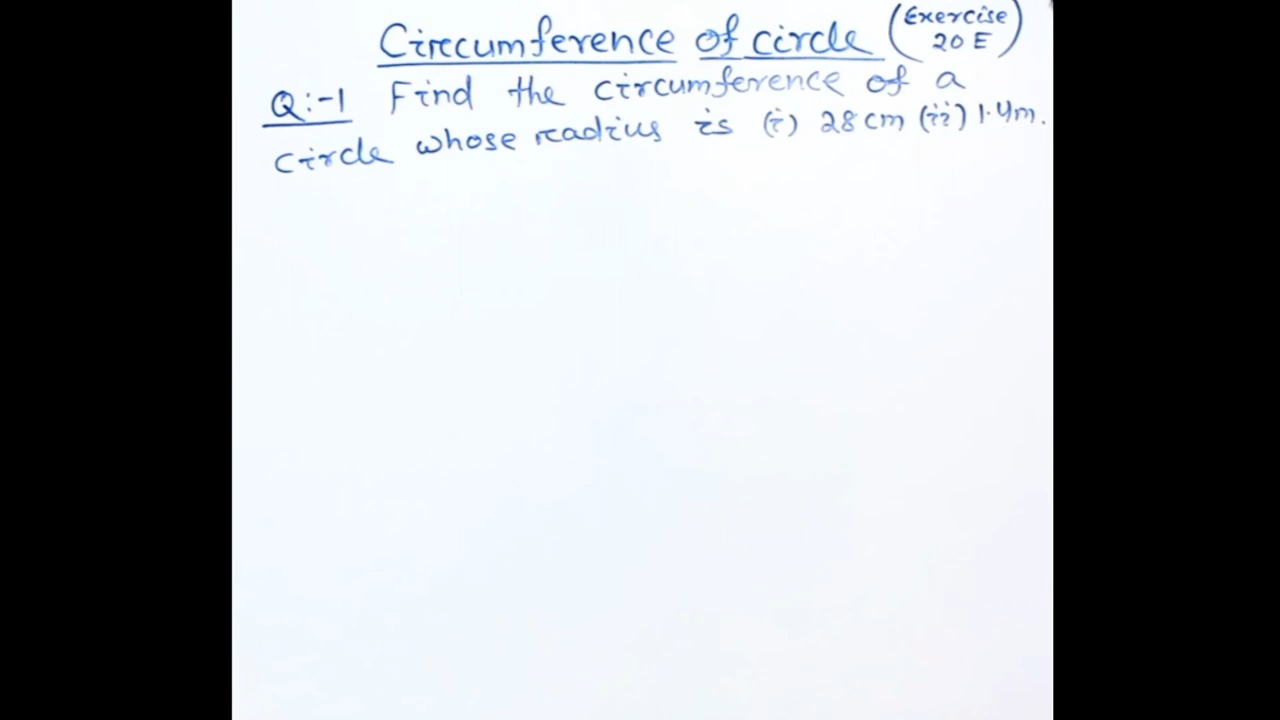 Circumference of circle (Exercise 20 E)
Q:-1 Find the circumference of a
circle whose radius is (i) 28 cm (ii) 1.4m.